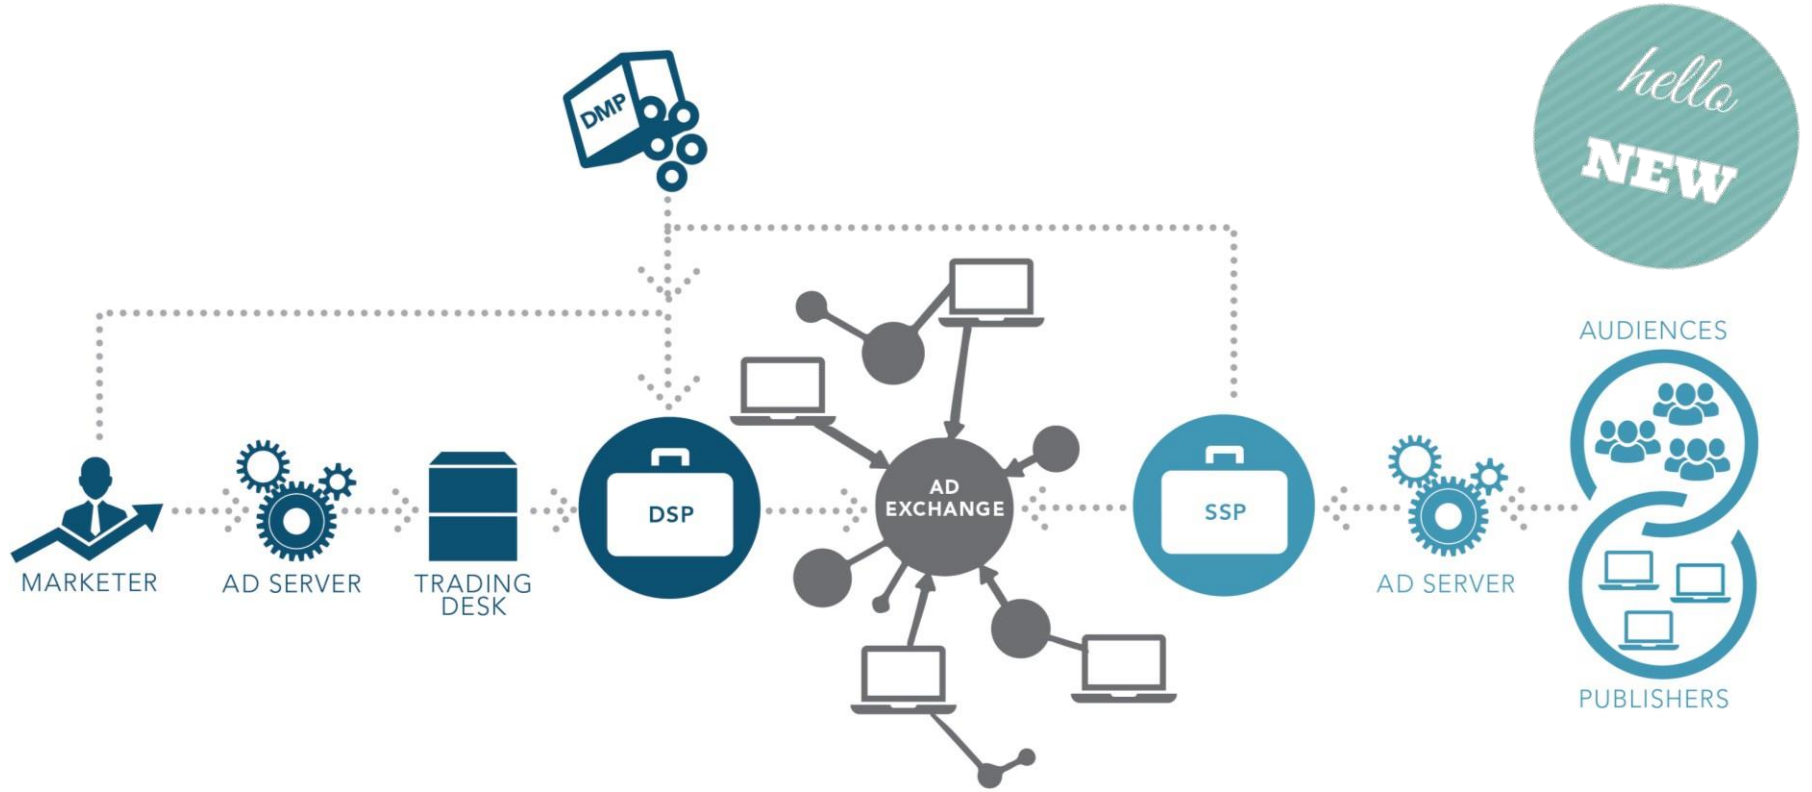 hello
NEW
DMP
AUDIENCES
AD
EXCHANGE
DSP
SSP
MARKETER
AD SERVER
TRADING
DESK
AD SERVER
PUBLISHERS